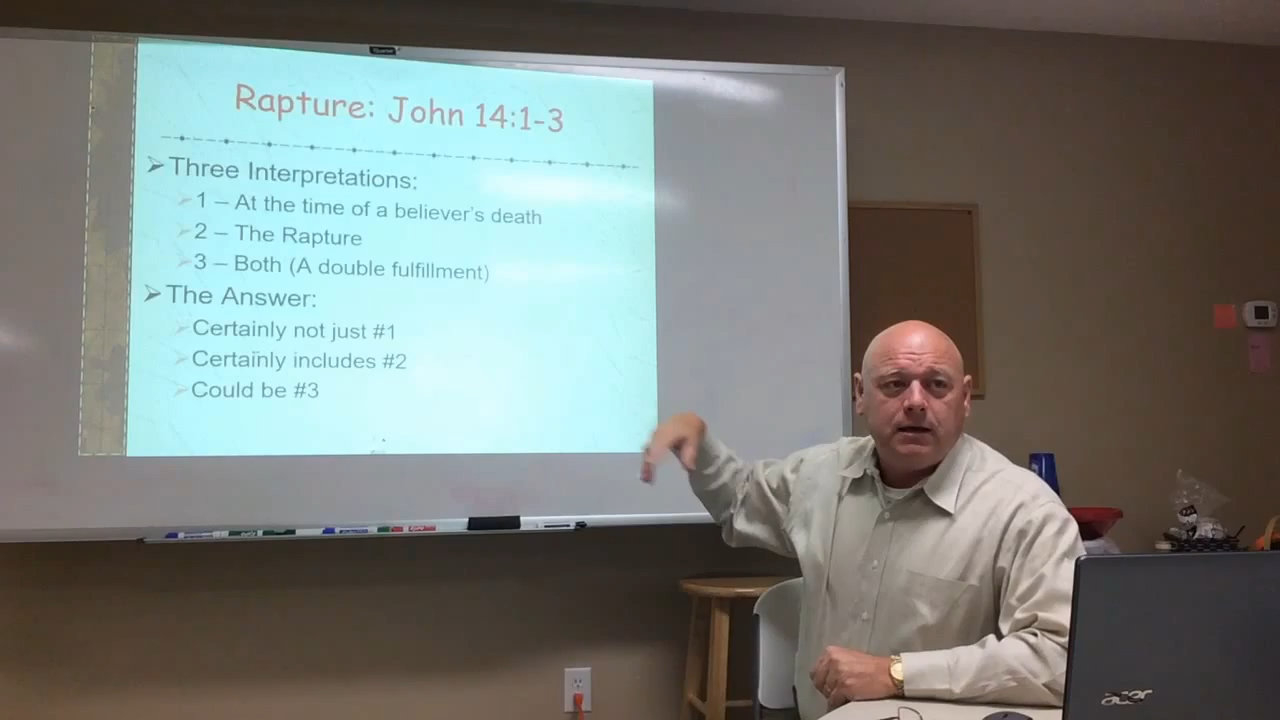 Rapture: John 14:1-3
Three Interpretations:
1 – At the time of a believer's death
2 – The Rapture
3 – Both (A double fulfillment)
The Answer:
Certainly not just #1
Certainly includes #2
Could be #3
acer